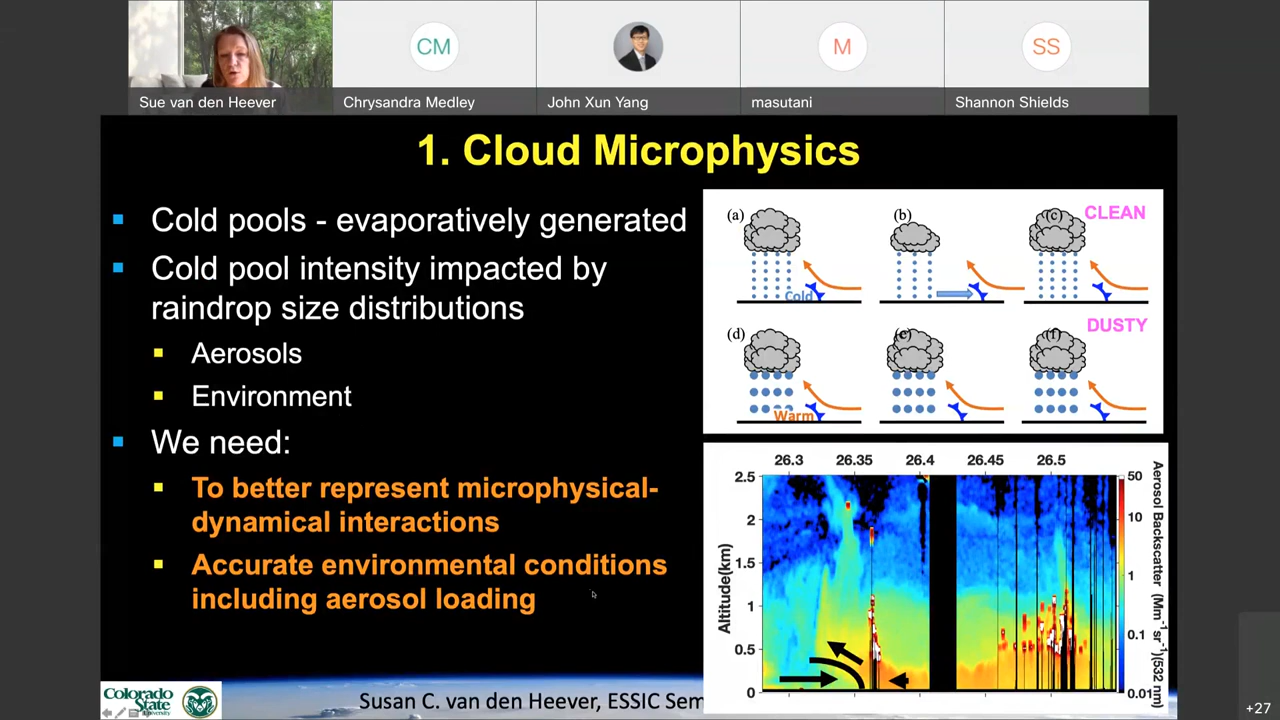 CM
M
SS
Sue van den Heever
Chrysandra Medley
John Xun Yang
masutani
Shannon Shields
1. Cloud Microphysics
Cold pools - evaporatively generated
Cold pool intensity impacted by
raindrop size distributions
Aerosols
Environment
We need:
To better represent microphysical-
dynamical interactions
Accurate environmental conditions
including aerosol loading
(a)
(b)
(c)
CLEAN
Cold
DUSTY
(d)
(e)
(f)
Warm
26.3 26.35 26.4 26.45 26.5
2.5
2
1.5
1
0.5
0
Altitude(km)
50
10
1
0.1
0.01
Aerosol Backscatter (Mm⁻¹sr⁻¹)(532 nm)
Colorado
State
University
Susan C. van den Heever, ESSIC Sem
+27